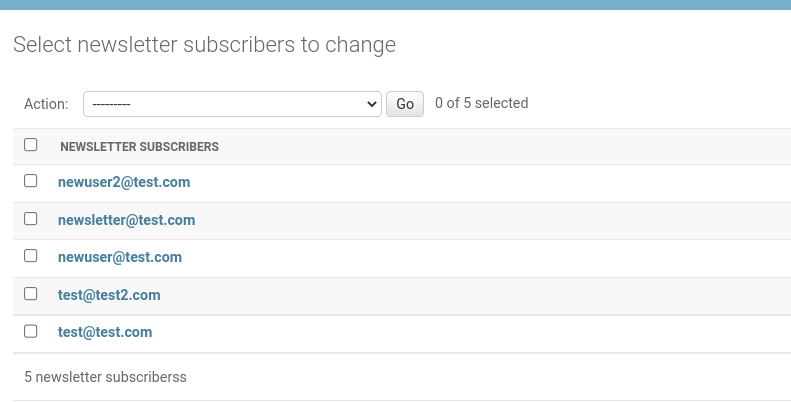 Select newsletter subscribers to change
Action: --------- Go 0 of 5 selected
NEWSLETTER SUBSCRIBERS
newuser2@test.com
newsletter@test.com
newuser@test.com
test@test2.com
test@test.com
5 newsletter subscriberss